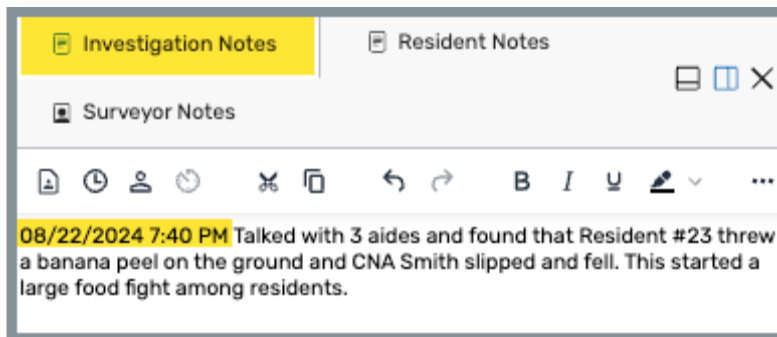 Investigation Notes
Resident Notes
Surveyor Notes
B I U
08/22/2024 7:40 PM Talked with 3 aides and found that Resident #23 threw
a banana peel on the ground and CNA Smith slipped and fell. This started a
large food fight among residents.